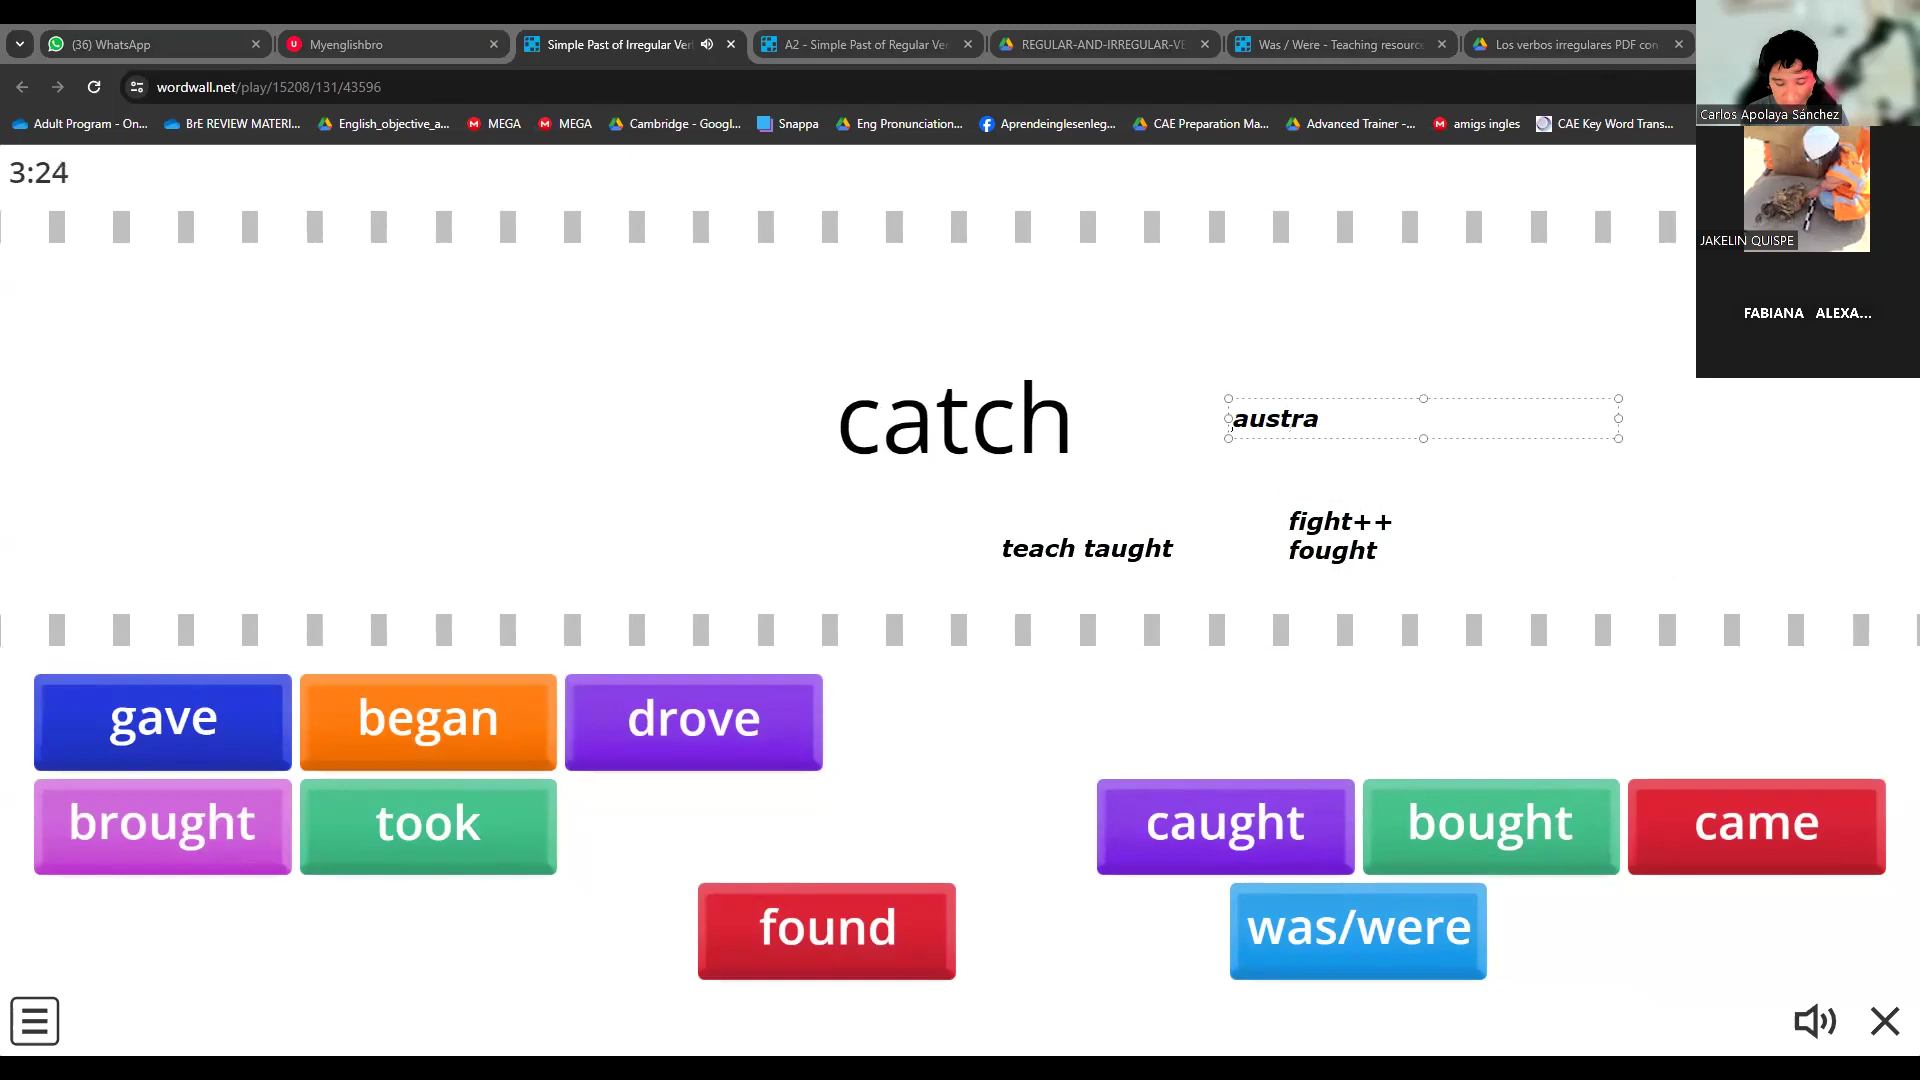 (36) WhatsApp
Myenglishbro
Simple Past of Irregular Ver
A2 - Simple Past of Regular Ve
REGULAR-AND-IRREGULAR-VE
Was / Were - Teaching resourc
Los verbos irregulares PDF con
wordwall.net/play/15208/131/43596
Adult Program - On...
BrE REVIEW MATERI...
English_objective_a...
MEGA
MEGA
Cambridge - Googl...
Snappa
Eng Pronunciation...
Aprendeinglesenleg...
CAE Preparation Ma...
Advanced Trainer -...
amigs ingles
CAE Key Word Trans...
Carlos Apolaya Sánchez
JAKELIN QUISPE
FABIANA ALEXA...
3:24
catch
austra
fight++
fought
teach taught
gave
began
drove
brought
took
caught
bought
came
found
was/were